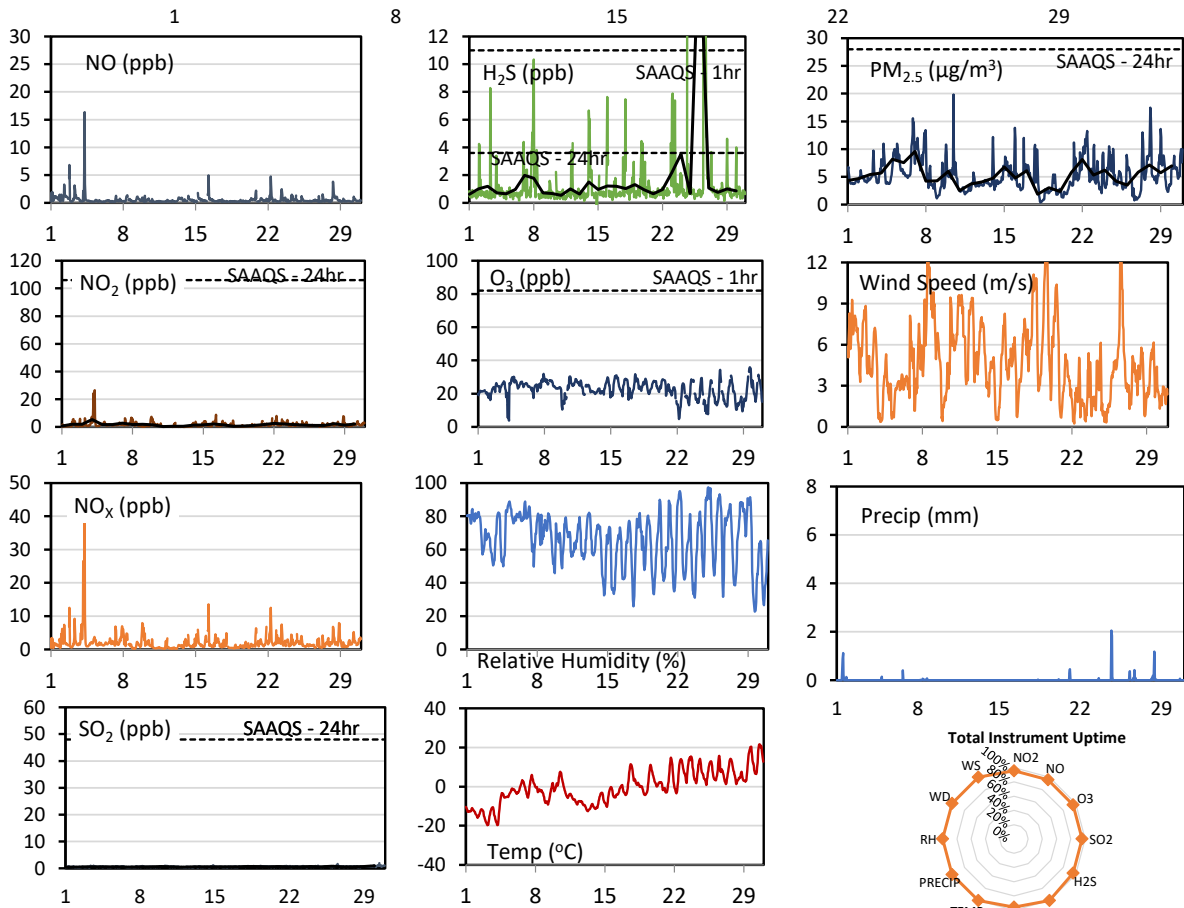 1 8 15 22 29
NO (ppb)
30
25
20
15
10
5
0
1 8 15 22 29
H₂S (ppb)
SAAQS - 1hr
SAAQS - 24hr
12
10
8
6
4
2
0
1 8 15 22 29
PM₂.₅ (µg/m³)
SAAQS - 24hr
30
25
20
15
10
5
0
1 8 15 22 29
NO₂ (ppb)
SAAQS - 24hr
120
100
80
60
40
20
0
1 8 15 22 29
O₃ (ppb)
SAAQS - 1hr
100
80
60
40
20
0
1 8 15 22 29
Wind Speed (m/s)
12
9
6
3
0
1 8 15 22 29
NOX (ppb)
50
40
30
20
10
0
1 8 15 22 29
100
80
60
40
20
0
Relative Humidity (%)
1 8 15 22 29
Precip (mm)
8
6
4
2
0
1 8 15 22 29
SO₂ (ppb)
SAAQS - 24hr
60
50
40
30
20
10
0
1 8 15 22 29
40
20
0
-20
-40
Temp (°C)
1 8 15 22 29
Total Instrument Uptime
100%
80%
60%
40%
20%
0%
NO2
NO
O3
SO2
H2S
PRECIP
RH
WD
WS